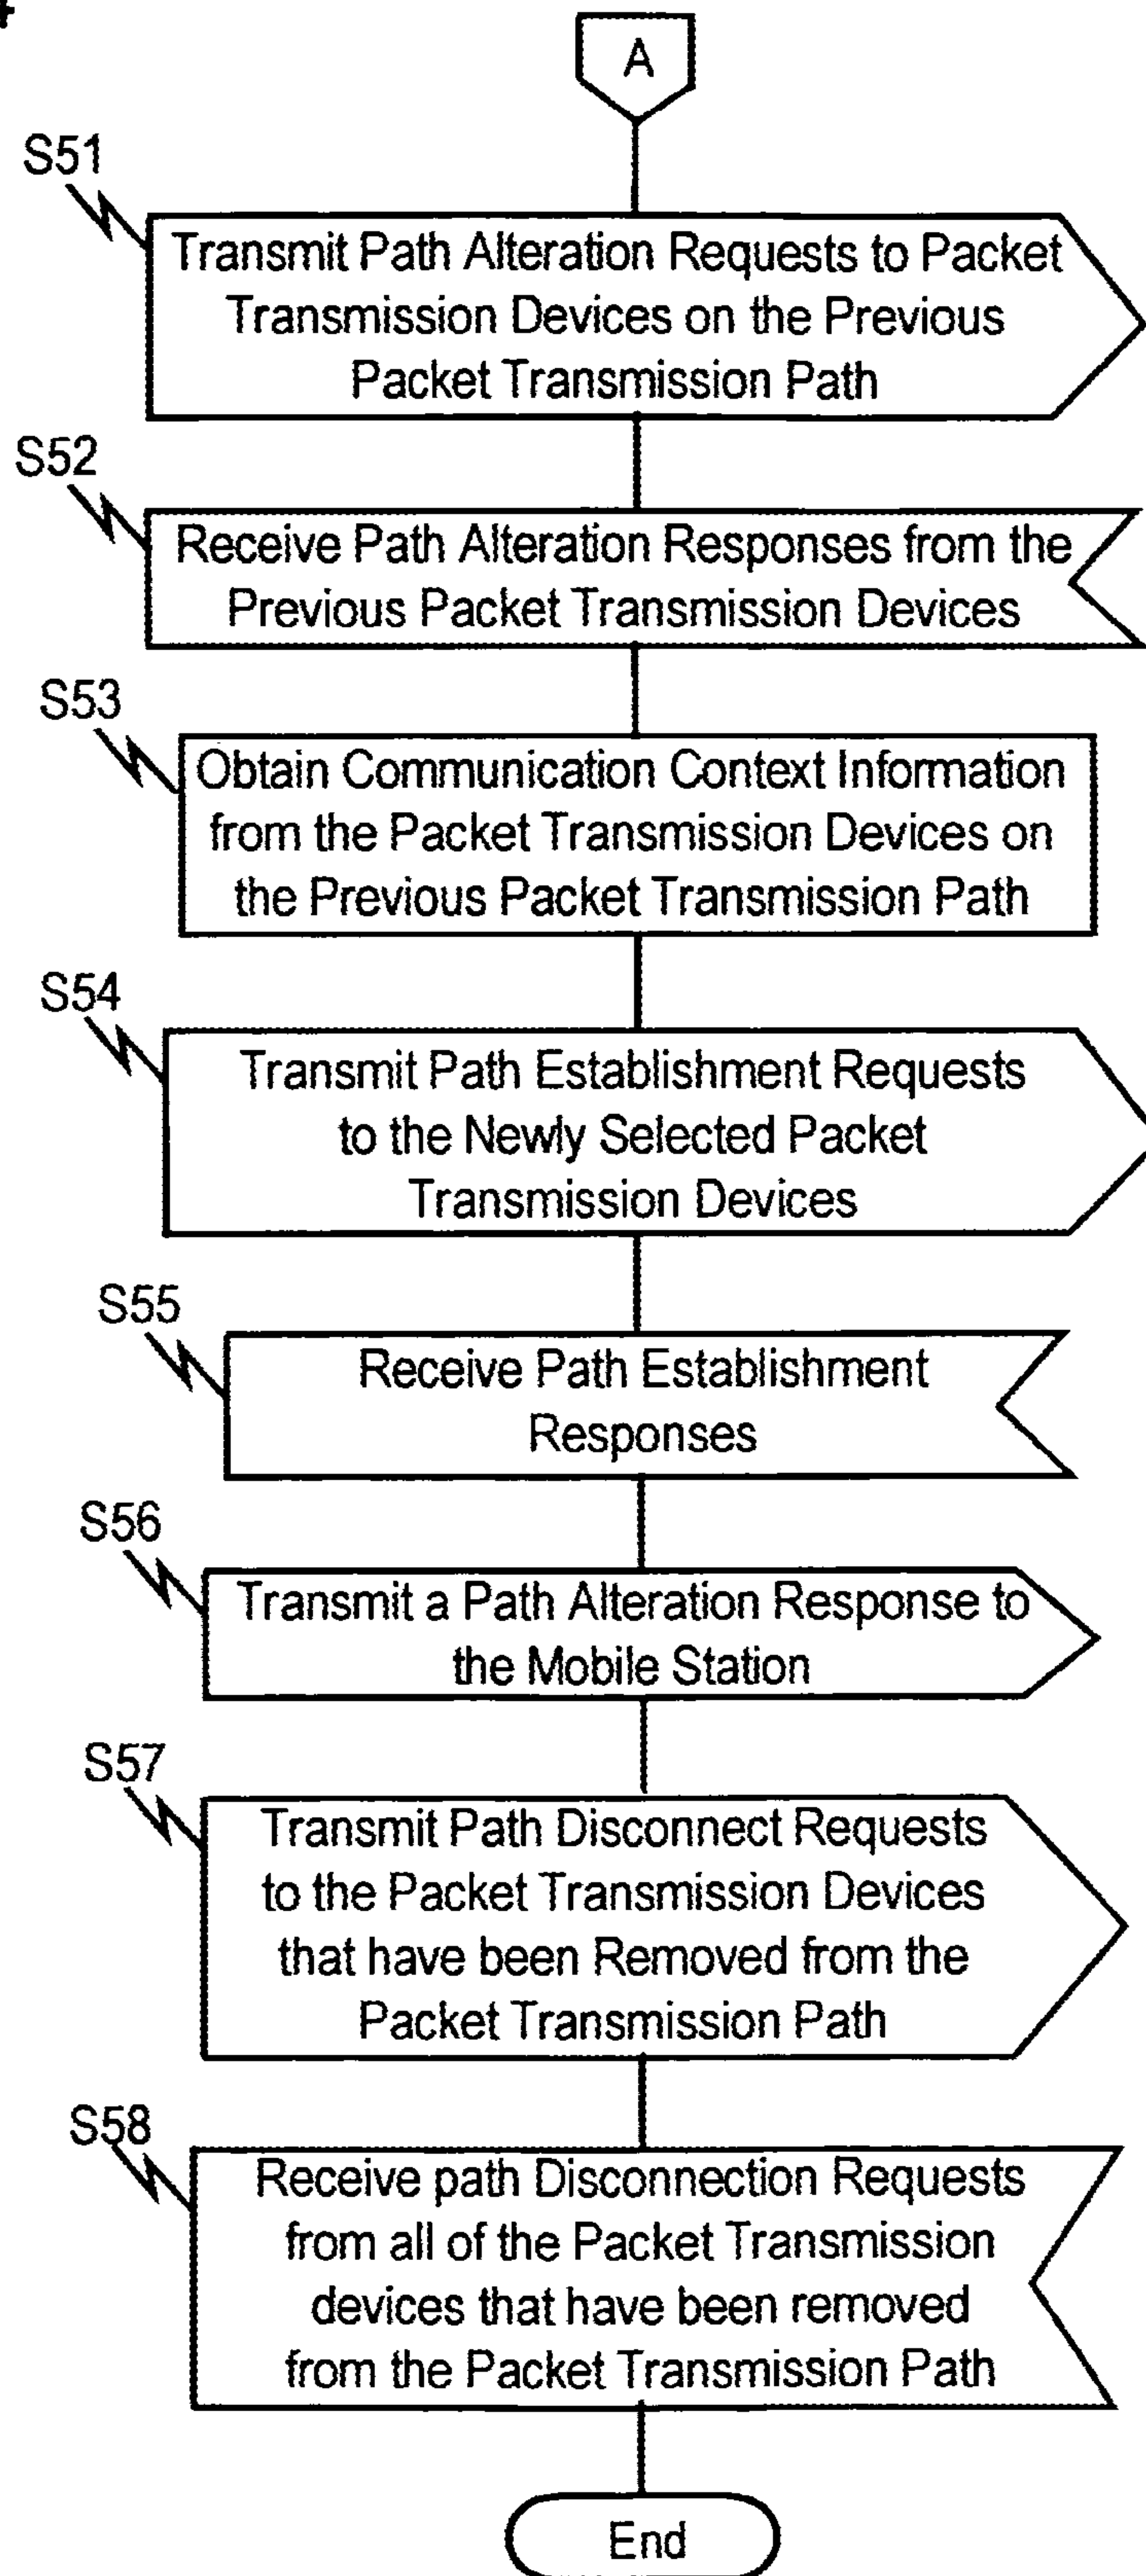 A
S51
Transmit Path Alteration Requests to Packet
Transmission Devices on the Previous
Packet Transmission Path
S52
Receive Path Alteration Responses from the
Previous Packet Transmission Devices
S53
Obtain Communication Context Information
from the Packet Transmission Devices on
the Previous Packet Transmission Path
S54
Transmit Path Establishment Requests
to the Newly Selected Packet
Transmission Devices
S55
Receive Path Establishment
Responses
S56
Transmit a Path Alteration Response to
the Mobile Station
S57
Transmit Path Disconnect Requests
to the Packet Transmission Devices
that have been Removed from the
Packet Transmission Path
S58
Receive path Disconnection Requests
from all of the Packet Transmission
devices that have been removed
from the Packet Transmission Path
End